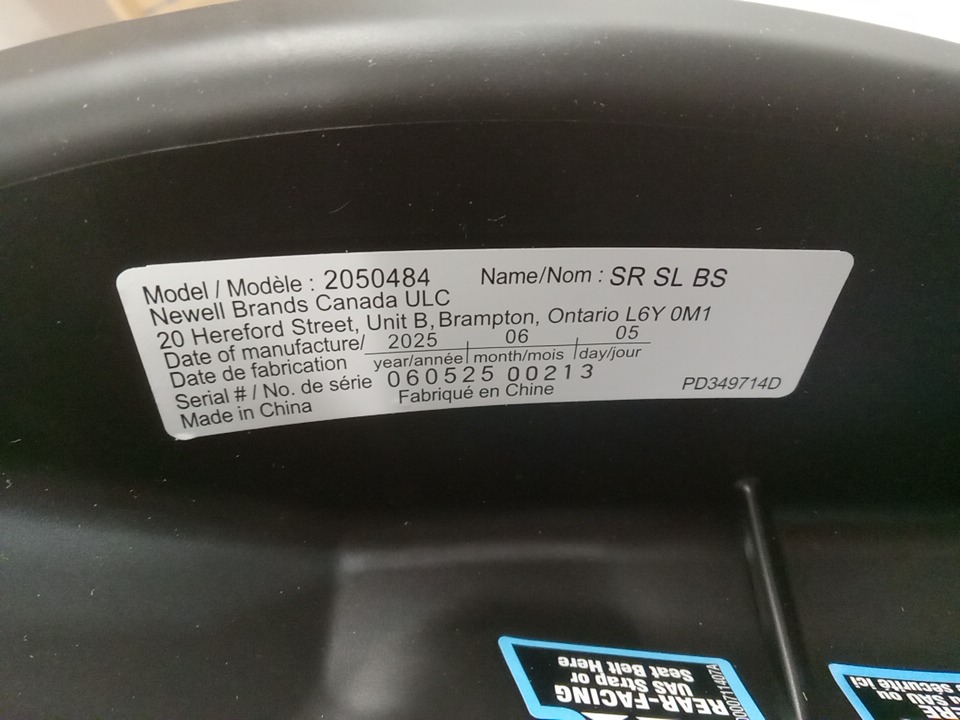 Model / Modèle : 2050484 Name/Nom : SR SL BS
Newell Brands Canada ULC
20 Hereford Street, Unit B, Brampton, Ontario L6Y 0M1
Date of manufacture/ 2025 06 05
Date de fabrication year/année month/mois day/jour
Serial # / No. de série 060525 00213
Made in China Fabriqué en Chine PD349714D
REAR-FACING
UAS Strap or
Seat Belt Here